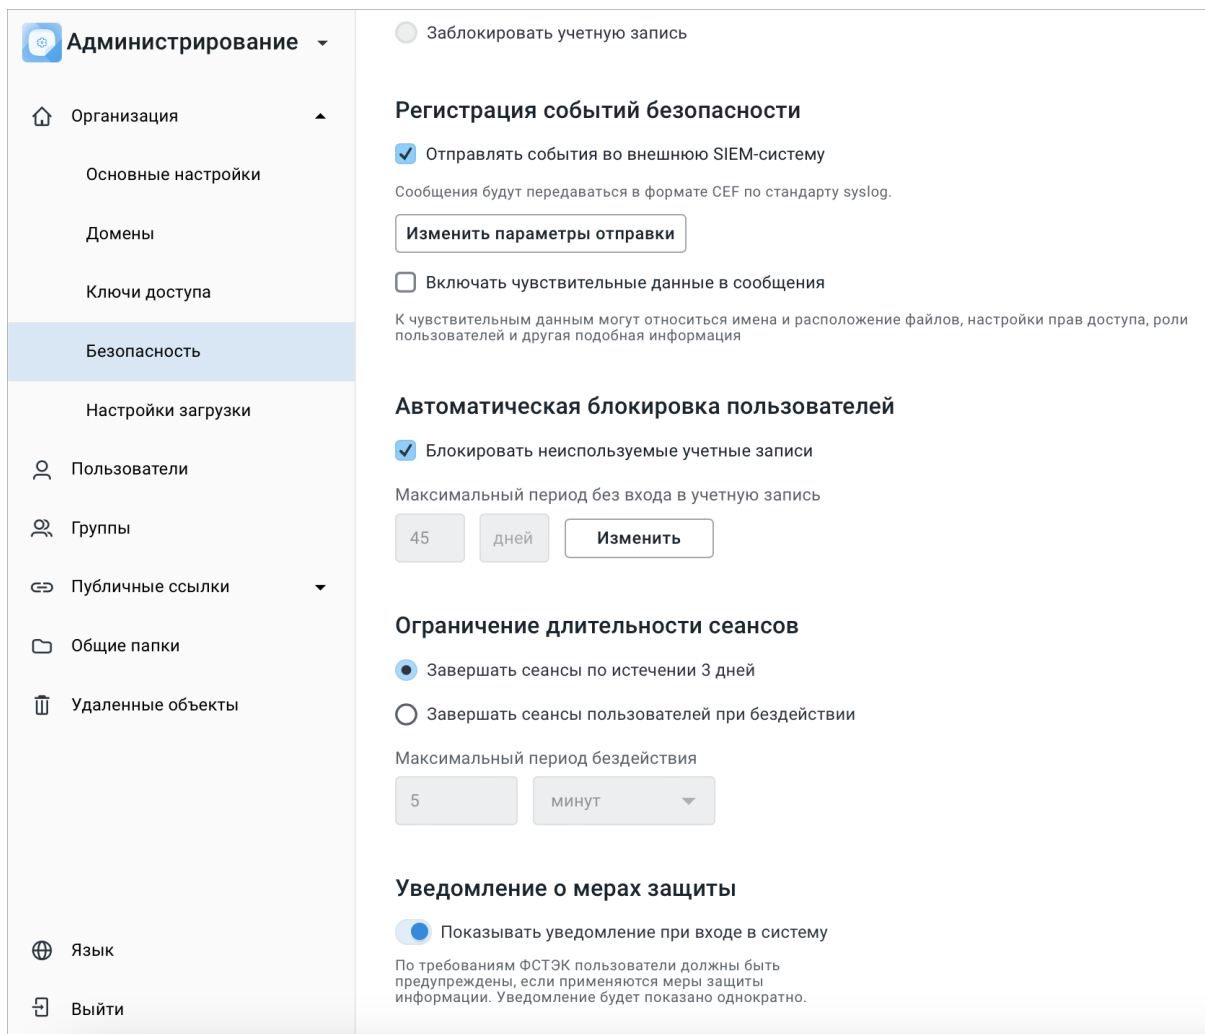 Администрирование
Организация
Основные настройки
Домены
Ключи доступа
Безопасность
Настройки загрузки
Пользователи
Группы
Публичные ссылки
Общие папки
Удаленные объекты
Язык
Выйти
Заблокировать учетную запись
Регистрация событий безопасности
Отправлять события во внешнюю SIEM-систему
Сообщения будут передаваться в формате CEF по стандарту syslog.
Изменить параметры отправки
Включать чувствительные данные в сообщения
К чувствительным данным могут относиться имена и расположение файлов, настройки прав доступа, роли
пользователей и другая подобная информация
Автоматическая блокировка пользователей
Блокировать неиспользуемые учетные записи
Максимальный период без входа в учетную запись
45 дней Изменить
Ограничение длительности сеансов
Завершать сеансы по истечении 3 дней
Завершать сеансы пользователей при бездействии
Максимальный период бездействия
5 минут
Уведомление о мерах защиты
Показывать уведомление при входе в систему
По требованиям ФСТЭК пользователи должны быть
предупреждены, если применяются меры защиты
информации. Уведомление будет показано однократно.